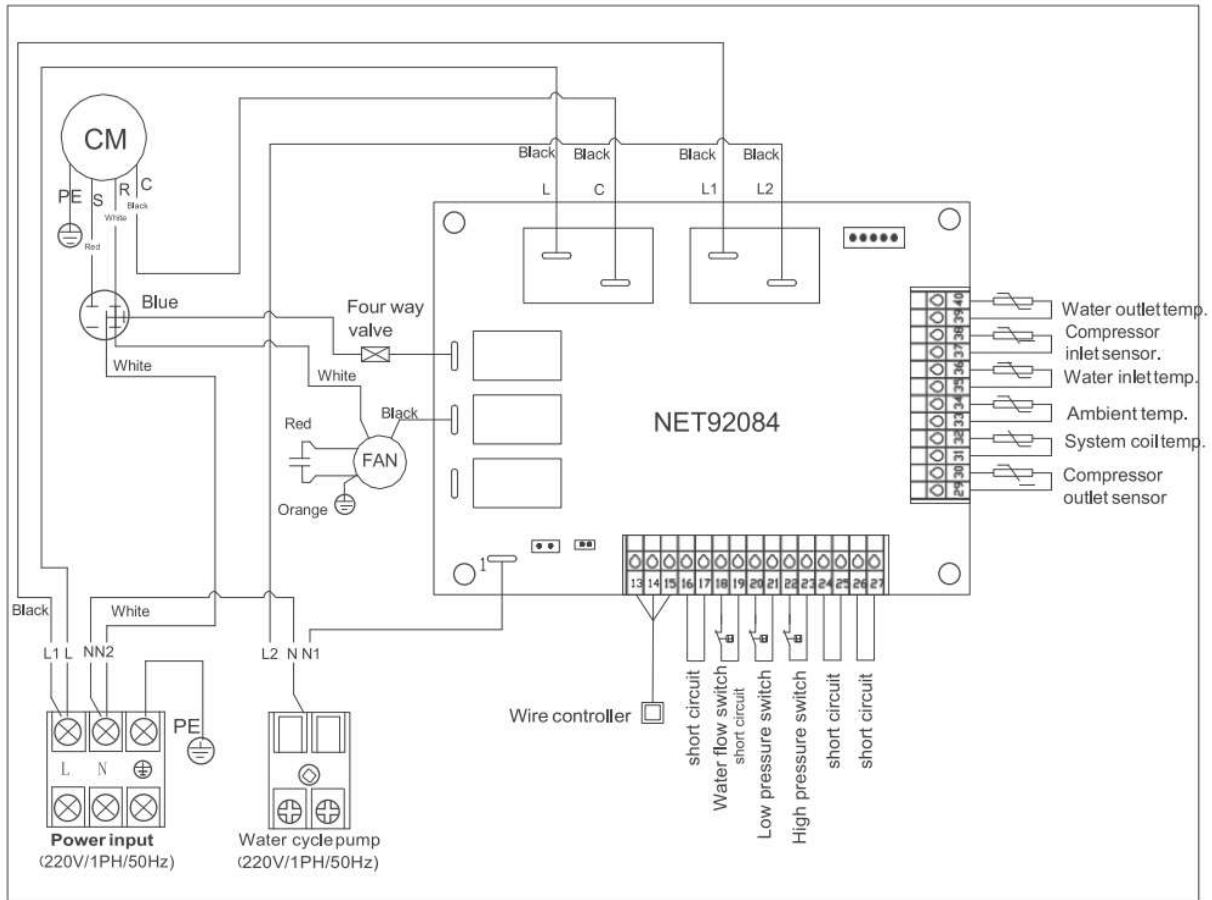 CM
PE
S
R
C
Black
White
Red
Blue
White
Four way
valve
White
Black
Red
FAN
Orange
Black
Black
Black
Black
L
C
L1
L2
NET92084
1
40
39
38
37
36
35
34
33
32
31
30
29
Water outlet temp.
Compressor
inlet sensor.
Water inlet temp.
Ambient temp.
System coil temp.
Compressor
outlet sensor
13 14 15 16 17 18 19 20 21 22 23 24 25 26 27
Wire controller
short circuit
Water flow switch
short circuit
Low pressure switch
High pressure switch
short circuit
short circuit
Black
White
L1 L NN2
L2 N N1
PE
L N
Power input
(220V/1PH/50Hz)
Water cycle pump
(220V/1PH/50Hz)